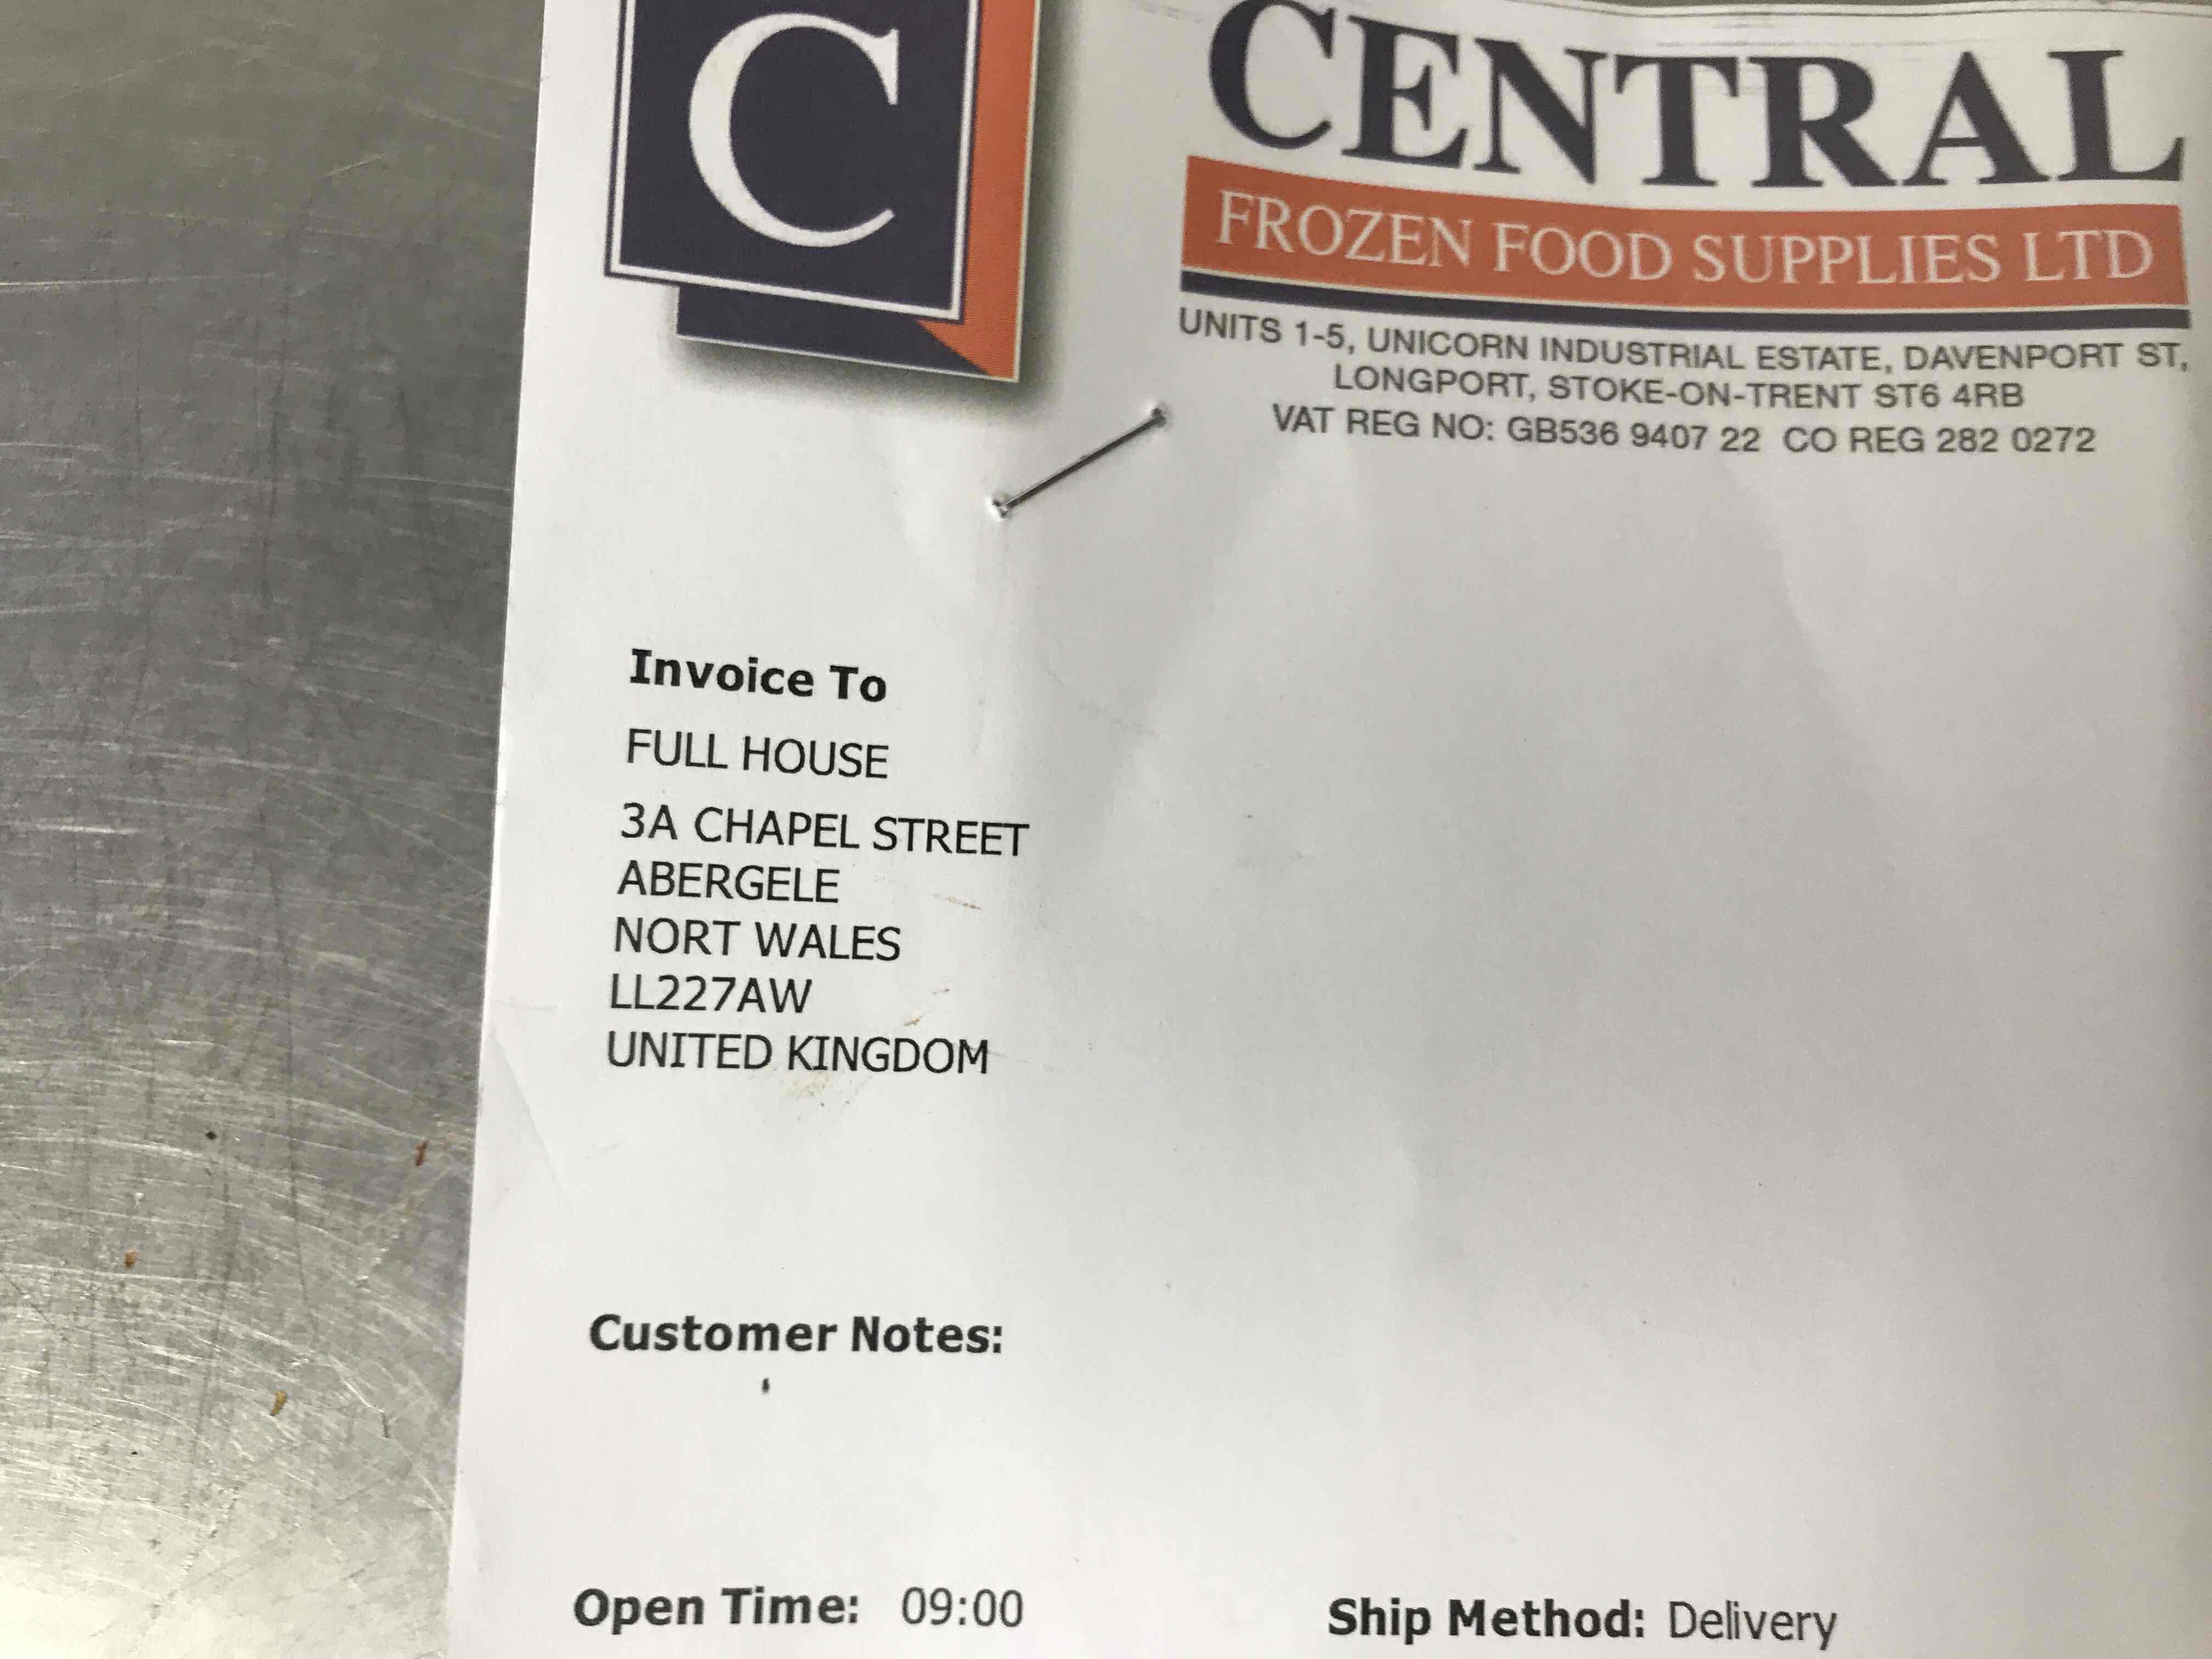 C
CENTRAL
FROZEN FOOD SUPPLIES LTD
UNITS 1-5, UNICORN INDUSTRIAL ESTATE, DAVENPORT ST,
LONGPORT, STOKE-ON-TRENT ST6 4RB
VAT REG NO: GB536 9407 22 CO REG 282 0272
Invoice To
FULL HOUSE
3A CHAPEL STREET
ABERGELE
NORT WALES
LL227AW
UNITED KINGDOM
Customer Notes:
Open Time: 09:00
Ship Method: Delivery